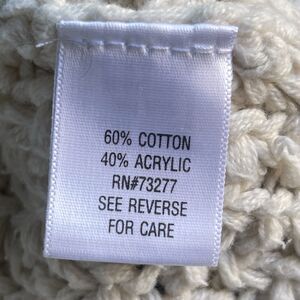 60% COTTON
40% ACRYLIC
RN#73277
SEE REVERSE
FOR CARE